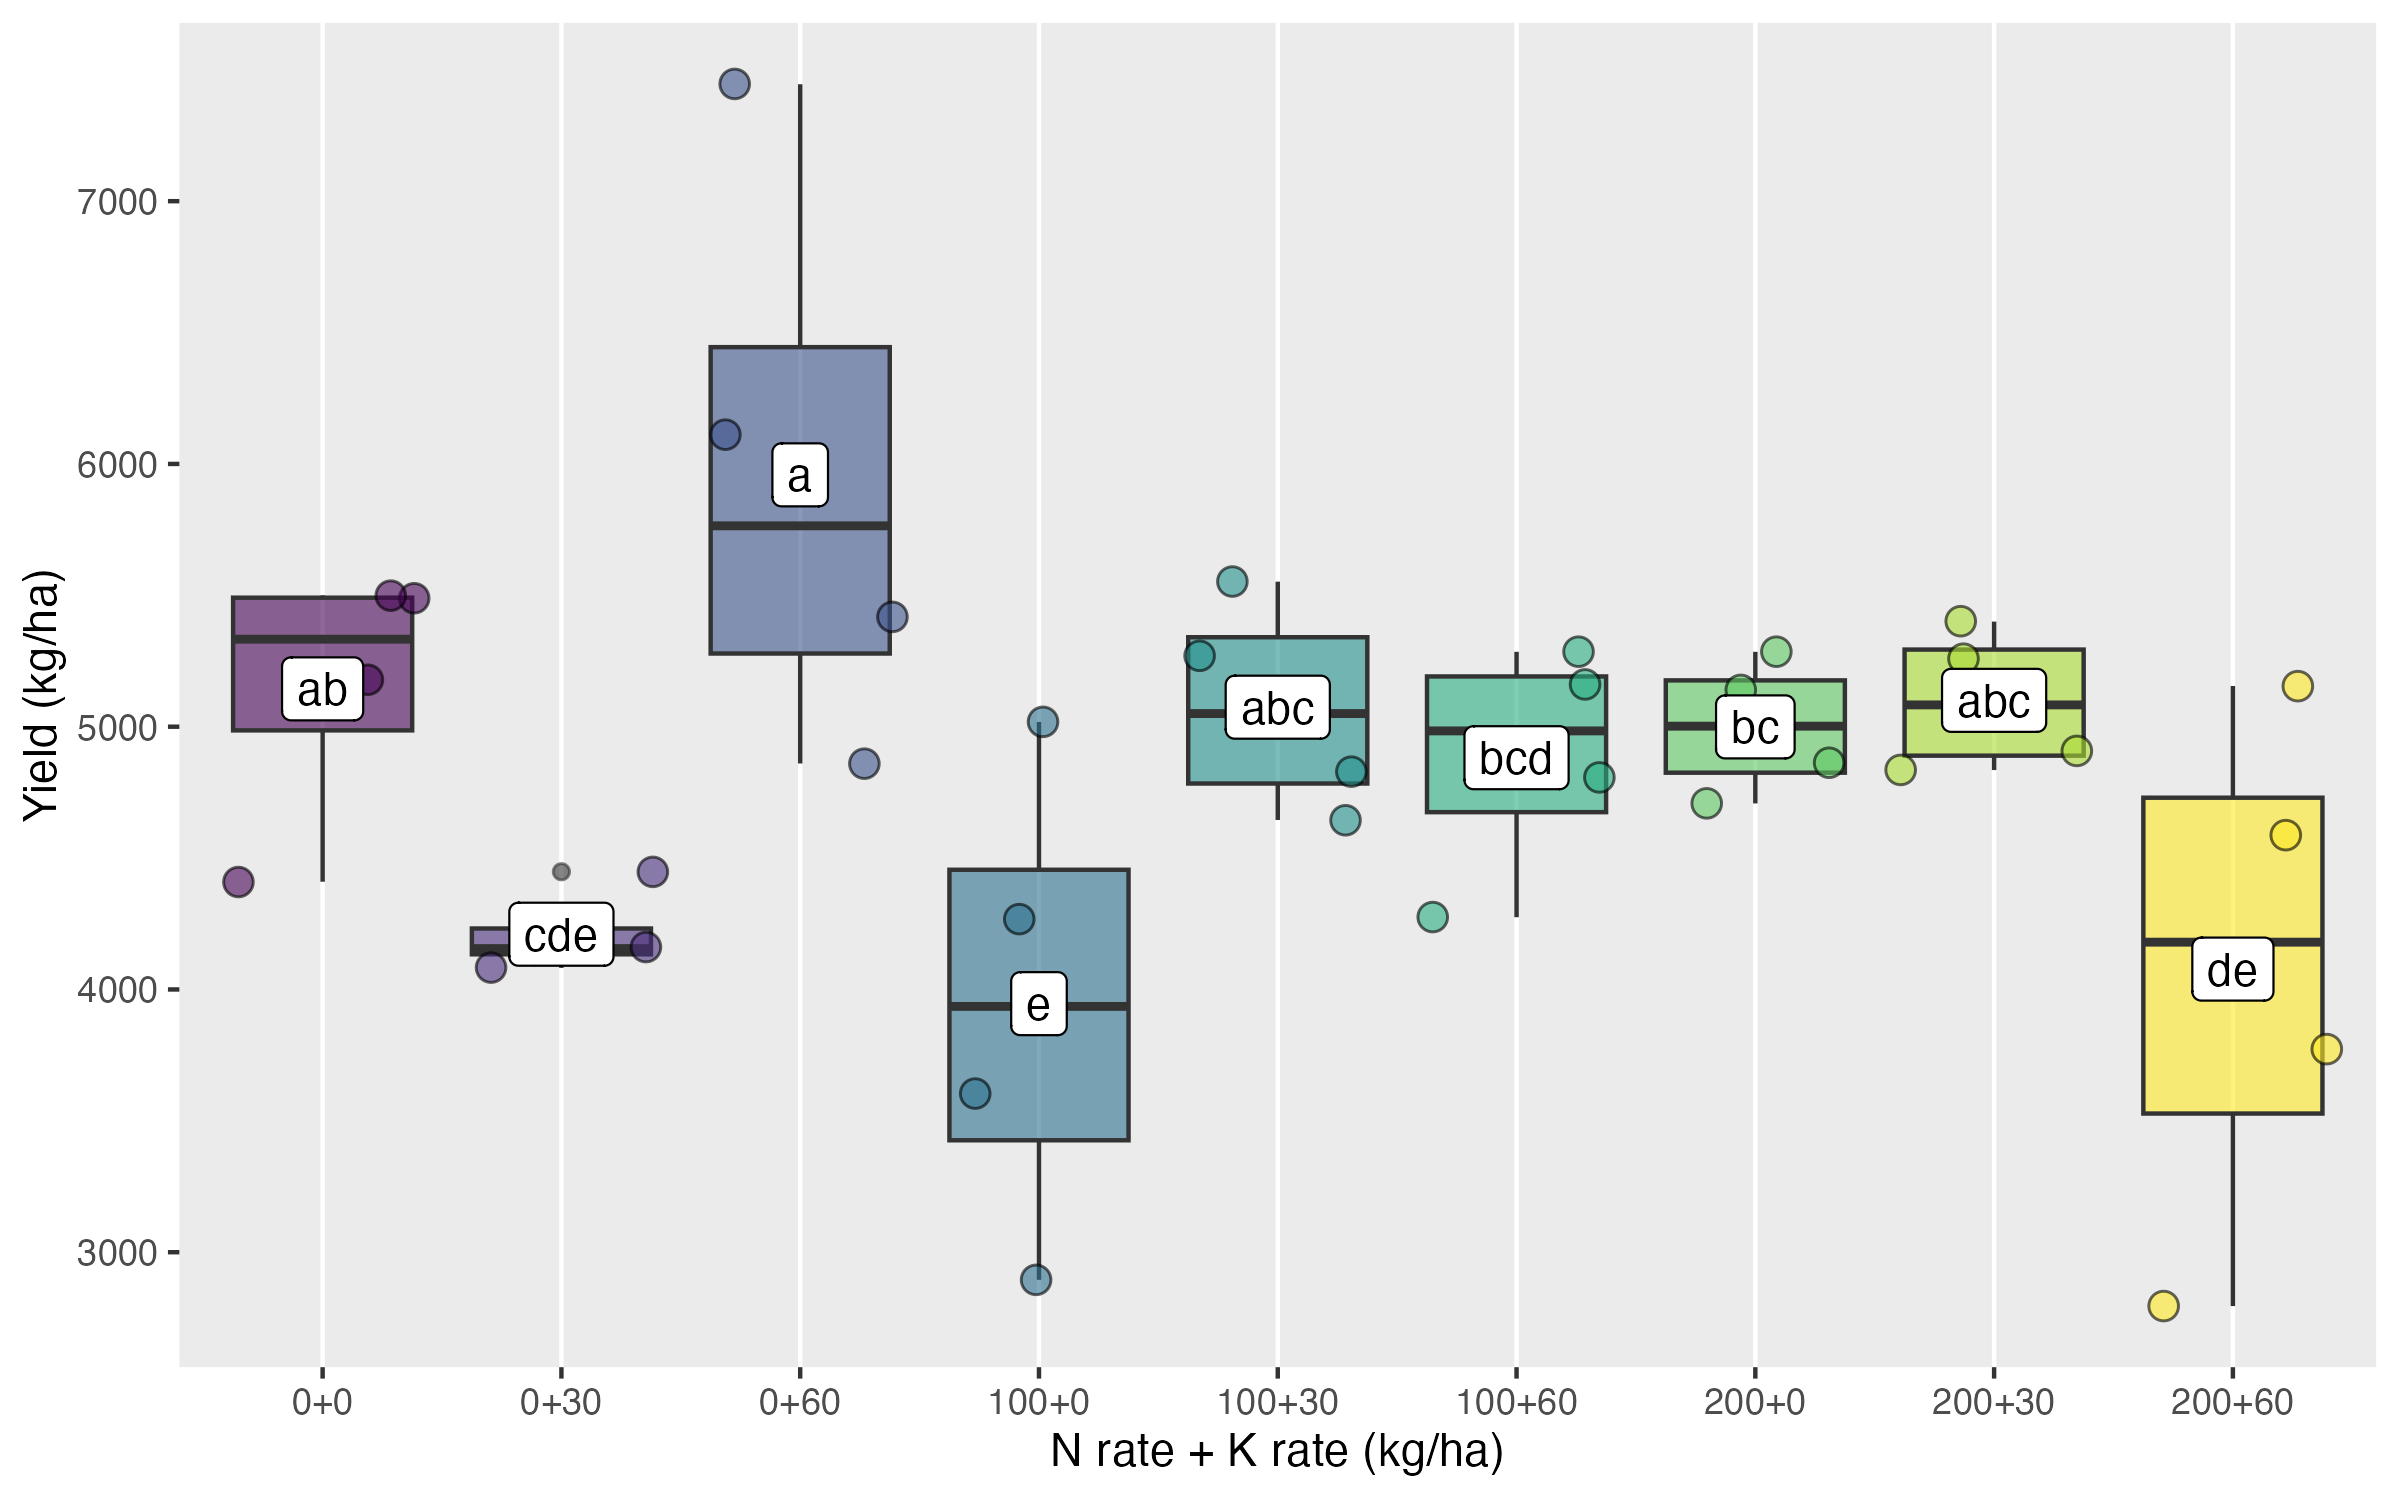 7000
6000
5000
4000
3000
Yield (kg/ha)
ab
cde
a
e
abc
bcd
bc
abc
de
0+0
0+30
0+60
100+0
100+30
100+60
200+0
200+30
200+60
N rate + K rate (kg/ha)